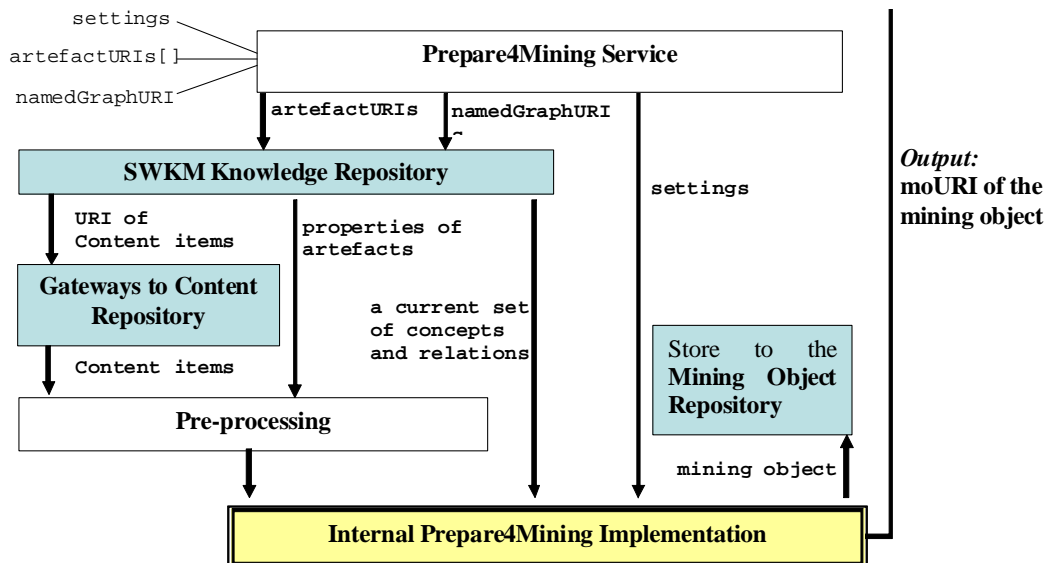 settings
artefactURIs[]
namedGraphURI
Prepare4Mining Service
artefactURIs
namedGraphURI
SWKM Knowledge Repository
settings
Output:
moURI of the
mining object
URI of
Content items
properties of
artefacts
Gateways to Content
Repository
a current set
of concepts
and relations
Store to the
Mining Object
Repository
Content items
Pre-processing
mining object
Internal Prepare4Mining Implementation